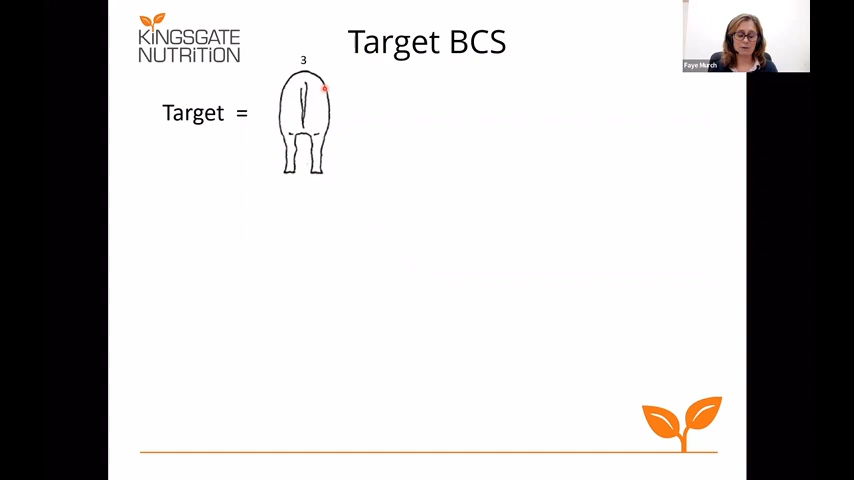 KiNGSGATE
NUTRiTiON
Target BCS
3
Target =
Faye Murch